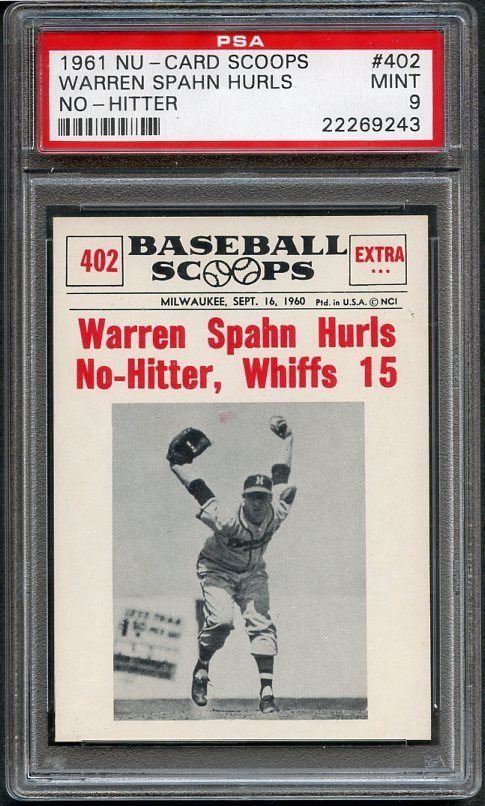 PSA
1961 NU-CARD SCOOPS #402
WARREN SPAHN HURLS MINT
NO-HITTER 9
22269243
402 BASEBALL SCOOPS EXTRA
...
MILWAUKEE, SEPT. 16, 1960 Ptd. in U.S.A. © NCI
Warren Spahn Hurls
No-Hitter, Whiffs 15
M